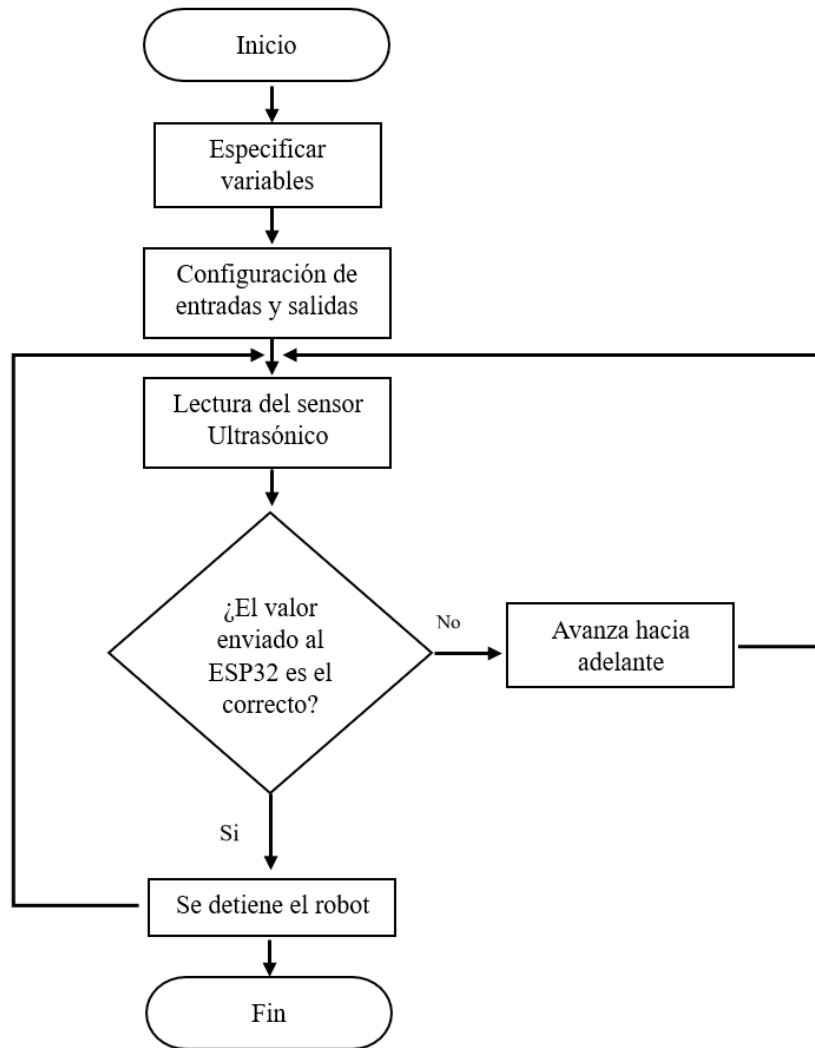 Inicio
Especificar
variables
Configuración de
entradas y salidas
Lectura del sensor
Ultrasónico
¿El valor
enviado al
ESP32 es el
correcto?
No
Avanza hacia
adelante
Si
Se detiene el robot
Fin